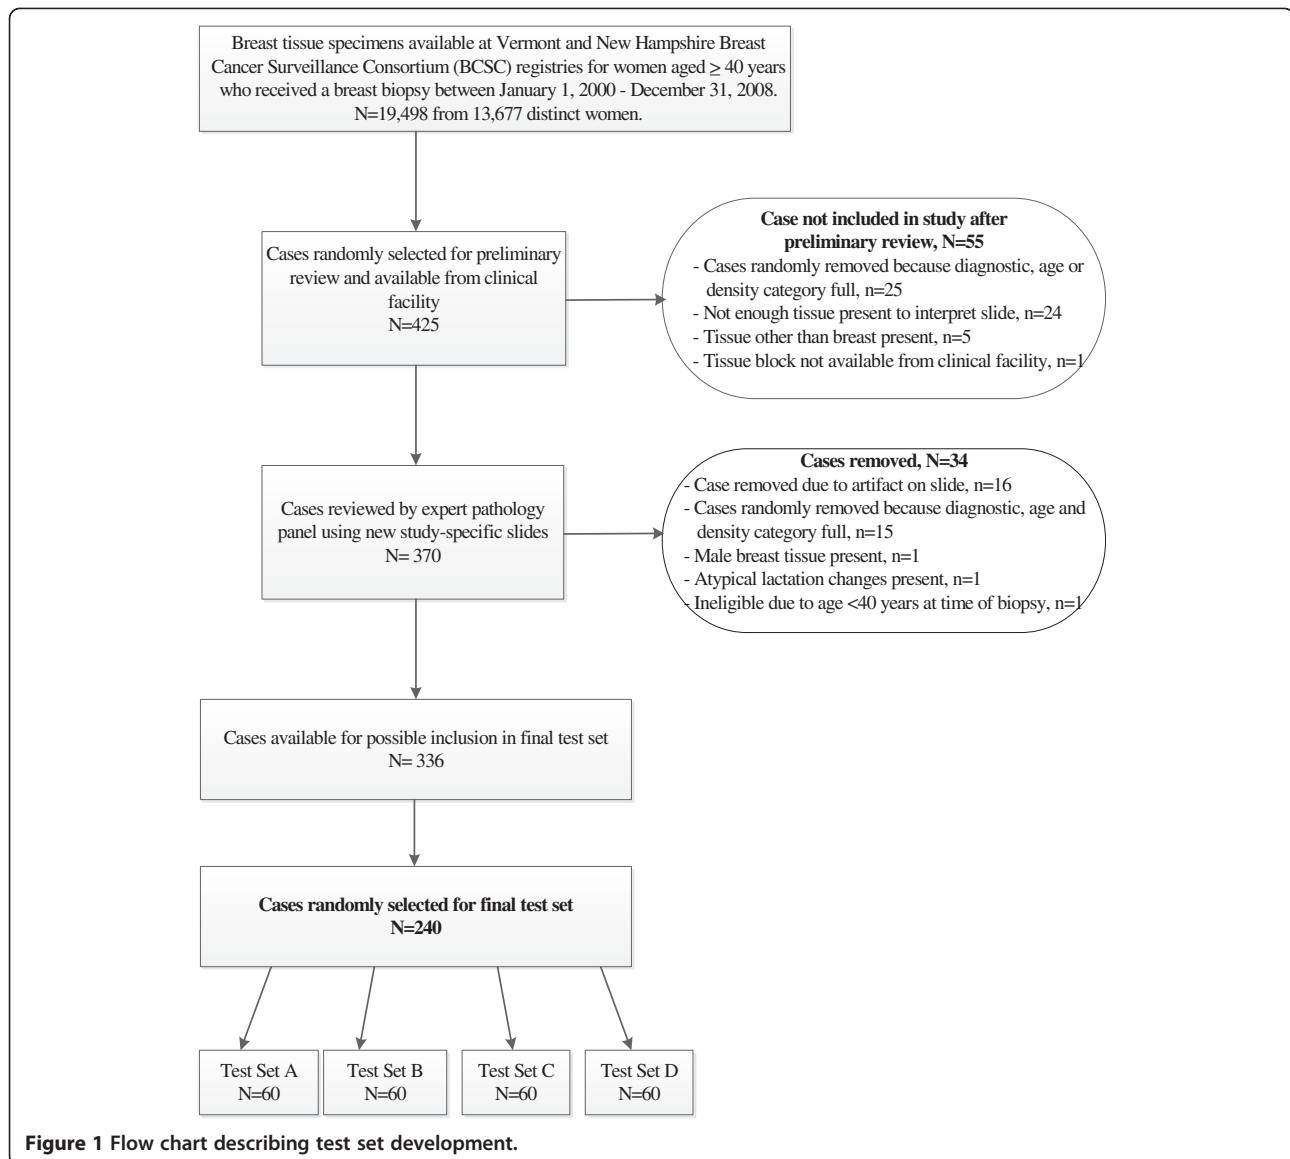 Breast tissue specimens available at Vermont and New Hampshire Breast
Cancer Surveillance Consortium (BCSC) registries for women aged ≥ 40 years
who received a breast biopsy between January 1, 2000 - December 31, 2008.
N=19,498 from 13,677 distinct women.
Cases randomly selected for preliminary
review and available from clinical
facility
N=425
Case not included in study after
preliminary review, N=55
- Cases randomly removed because diagnostic, age or
density category full, n=25
- Not enough tissue present to interpret slide, n=24
- Tissue other than breast present, n=5
- Tissue block not available from clinical facility, n=1
Cases reviewed by expert pathology
panel using new study-specific slides
N= 370
Cases removed, N=34
- Case removed due to artifact on slide, n=16
- Cases randomly removed because diagnostic, age and
density category full, n=15
- Male breast tissue present, n=1
- Atypical lactation changes present, n=1
- Ineligible due to age <40 years at time of biopsy, n=1
Cases available for possible inclusion in final test set
N= 336
Cases randomly selected for final test set
N=240
Test Set A
N=60
Test Set B
N=60
Test Set C
N=60
Test Set D
N=60
Figure 1 Flow chart describing test set development.